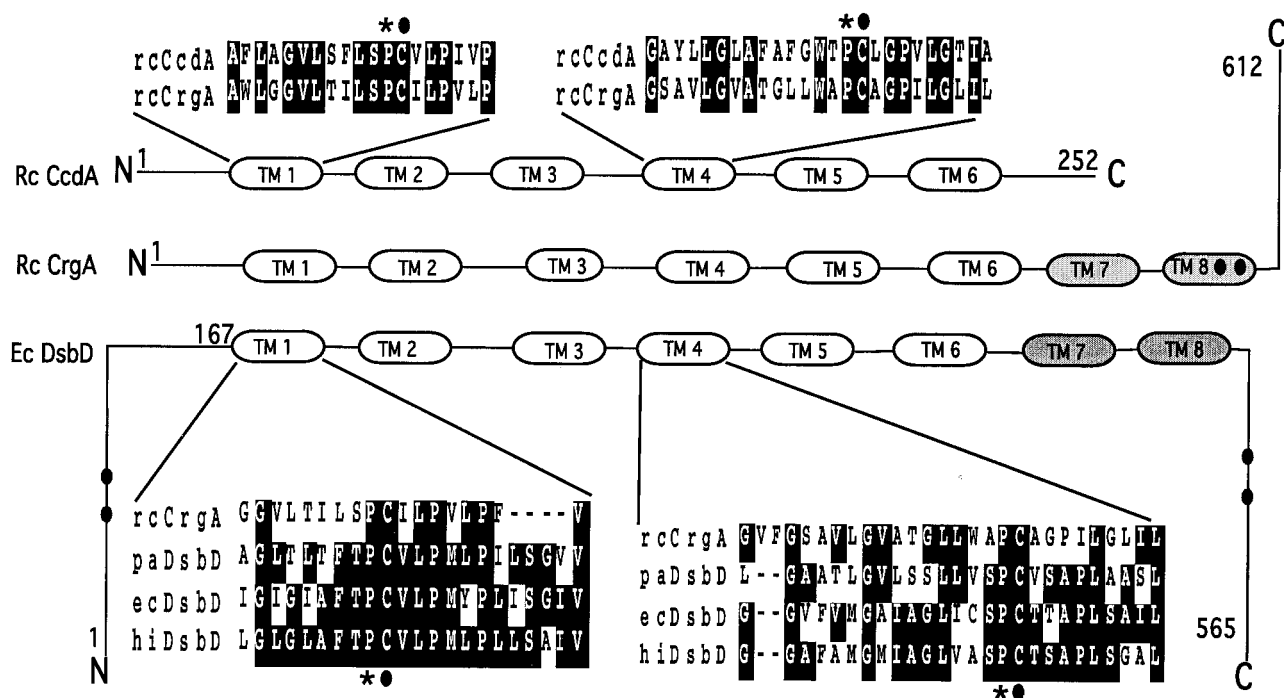 * ●
rcCcdA AFLAGVLSFLSPCVLPIVP
rcCrgA AWLGGVLTILSPCILPVLP
* ●
rcCcdA GAYLLGLAFAFGWTPCLGPVLGTIA
rcCrgA GSAVLGVATGLLWAPCAGPILGLIL
C
612
Rc CcdA N 1 TM 1 TM 2 TM 3 TM 4 TM 5 TM 6 252 C
Rc CrgA N 1 TM 1 TM 2 TM 3 TM 4 TM 5 TM 6 TM 7 TM 8
Ec DsbD 167 TM 1 TM 2 TM 3 TM 4 TM 5 TM 6 TM 7 TM 8
rcCrgA GGVLTILSPCILPVLPF----V
paDsbD AGLTLTFTPCVLPMLPILSGVV
ecDsbD IGIGIAFTPCVLPMYPLISGIV
hiDsbD LGLGLAFTPCVLPMLPLLSAIV
* ●
1
N
rcCrgA GVFGSAVLGVATGLLWAPCAGPILGLIL
paDsbD L--GAATLGVLSSLLVSPCVSAPLAASL
ecDsbD G--GVFVMGAIAGLICSPCTTAPLSAIL
hiDsbD G--GAFAMGMIAGLVASPCTSAPLSGAL
* ●
565
C